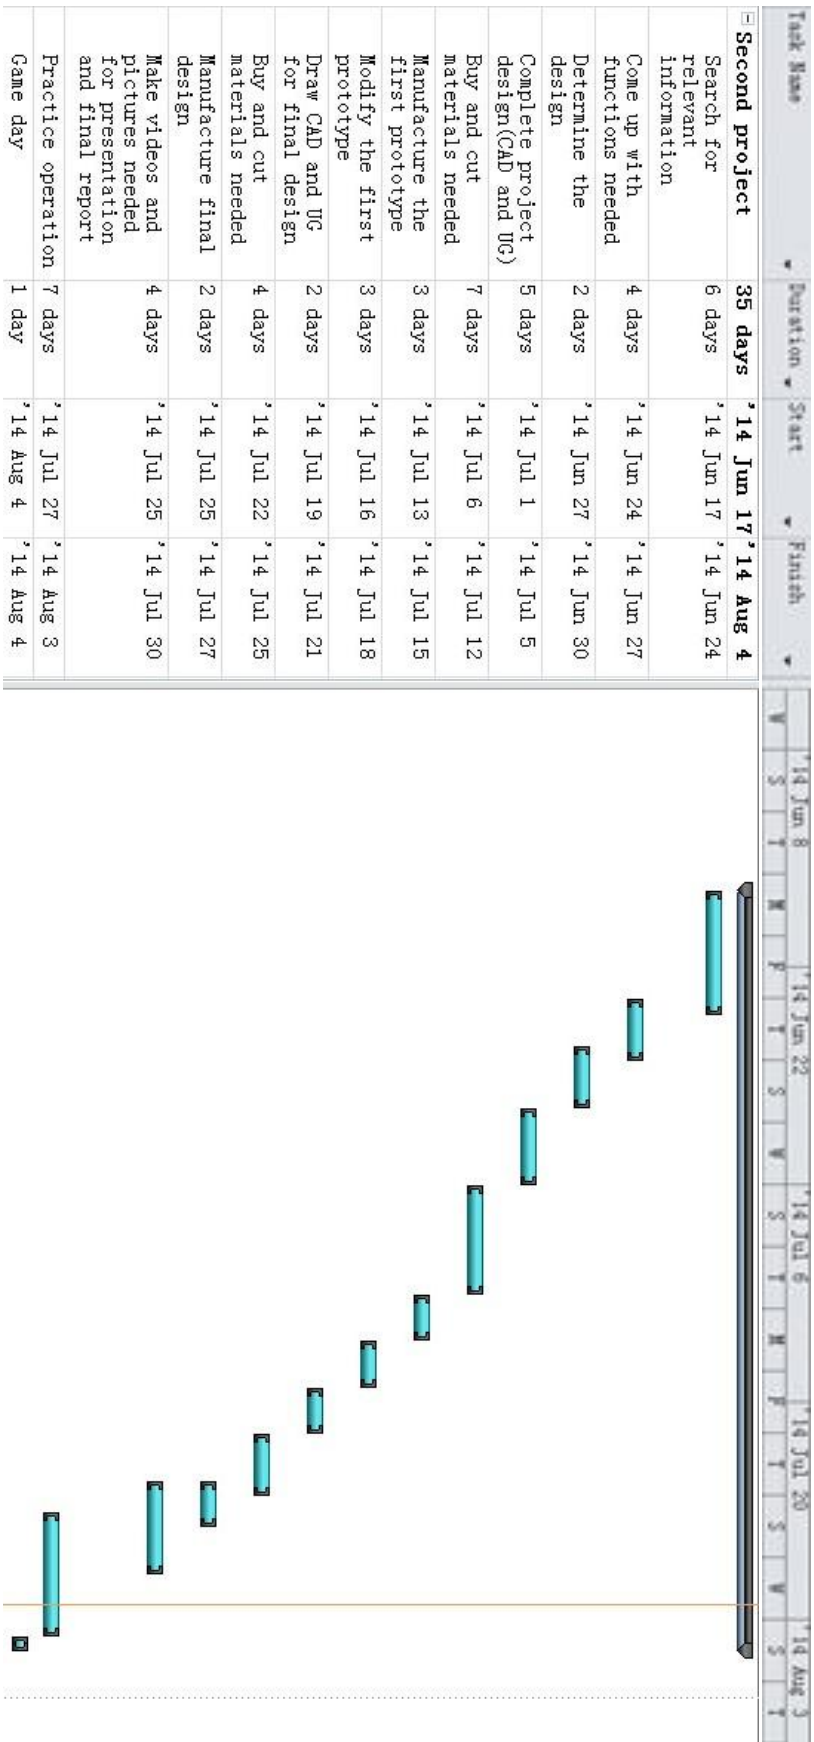 Task Name Duration Start Finish
'14 Jun 8 '14 Jun 22 '14 Jul 6 '14 Jul 20 '14 Aug 3
W S T M F T S W S T M F T S W S T
Second project 35 days '14 Jun 17 '14 Aug 4
Search for 6 days '14 Jun 17 '14 Jun 24
relevant
information
Come up with 4 days '14 Jun 24 '14 Jun 27
functions needed
Determine the 2 days '14 Jun 27 '14 Jun 30
design
Complete project 5 days '14 Jul 1 '14 Jul 5
design(CAD and UG)
Buy and cut 7 days '14 Jul 6 '14 Jul 12
materials needed
Manufacture the 3 days '14 Jul 13 '14 Jul 15
first prototype
Modify the first 3 days '14 Jul 16 '14 Jul 18
prototype
Draw CAD and UG 2 days '14 Jul 19 '14 Jul 21
for final design
Buy and cut 4 days '14 Jul 22 '14 Jul 25
materials needed
Manufacture final 2 days '14 Jul 25 '14 Jul 27
design
Make videos and 4 days '14 Jul 25 '14 Jul 30
pictures needed
for presentation
and final report
Practice operation 7 days '14 Jul 27 '14 Aug 3
Game day 1 day '14 Aug 4 '14 Aug 4